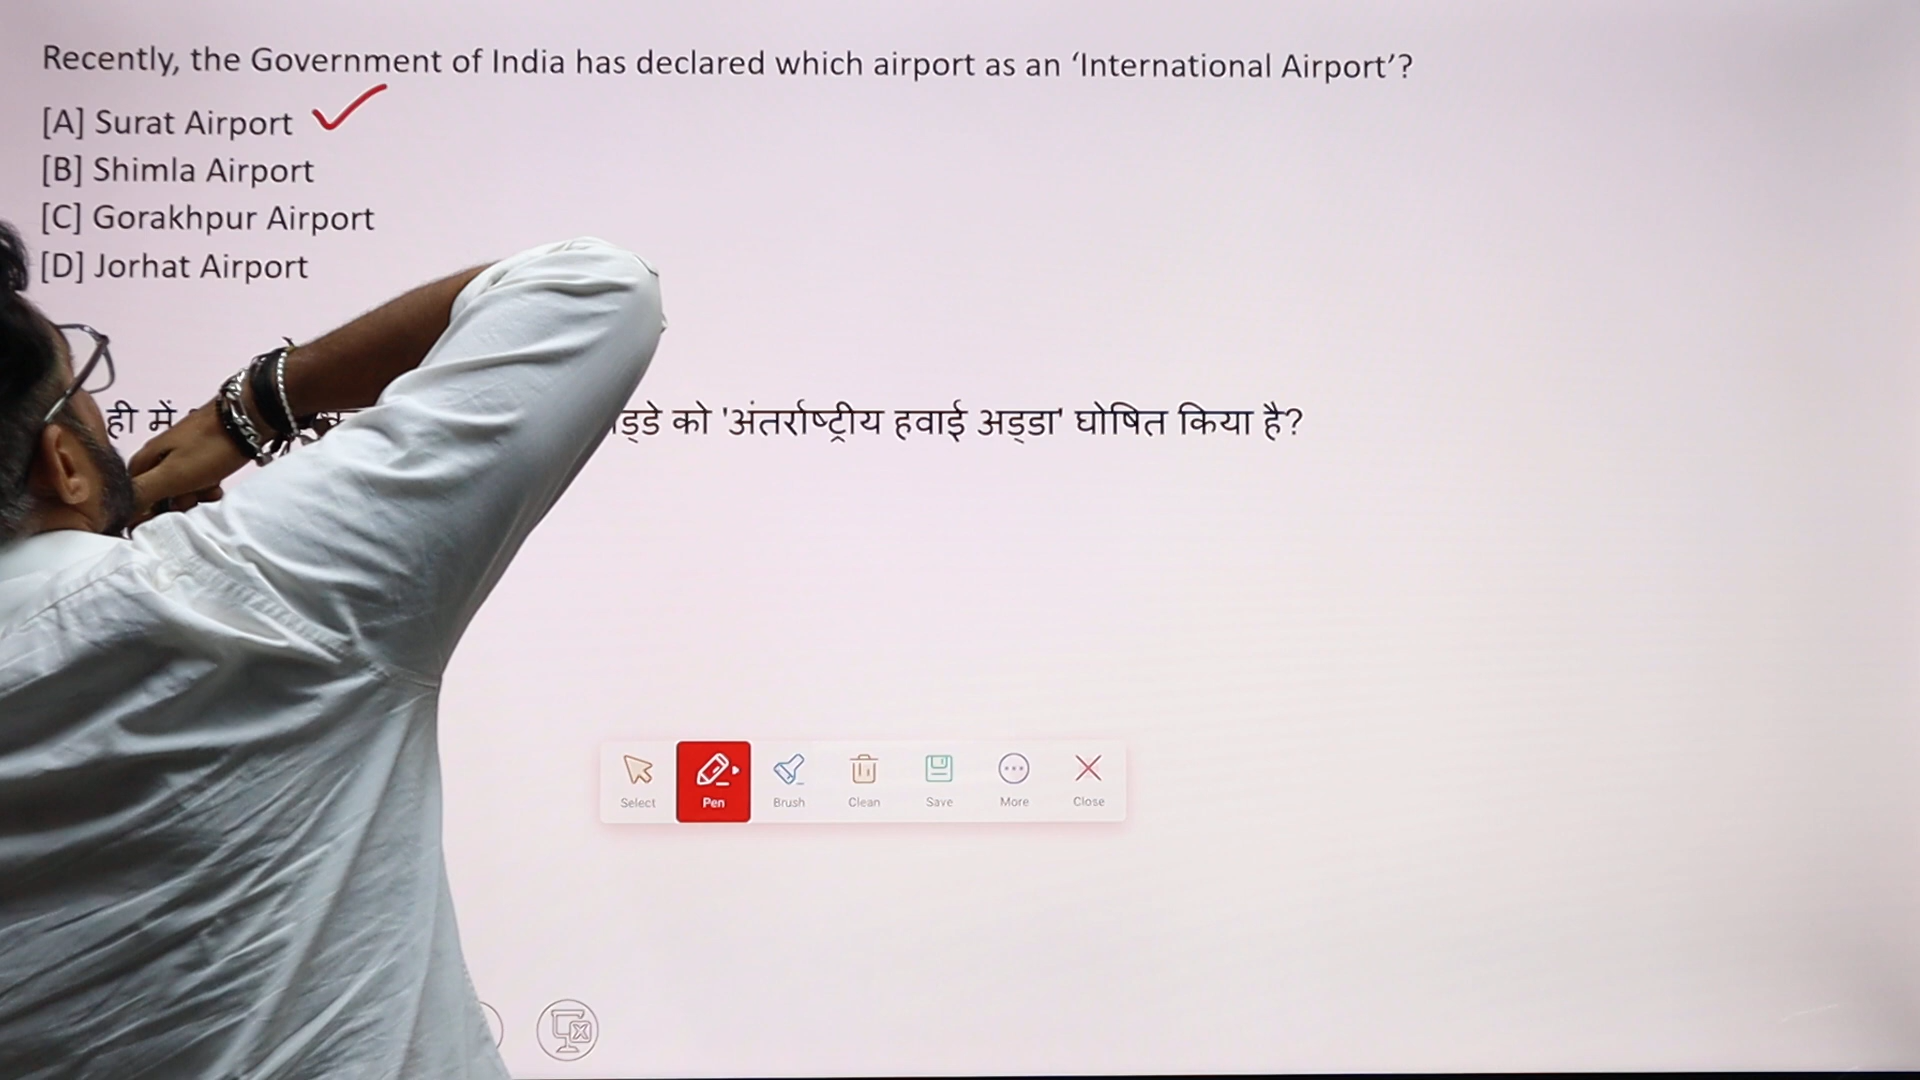 Recently, the Government of India has declared which airport as an ‘International Airport’?
[A] Surat Airport
[B] Shimla Airport
[C] Gorakhpur Airport
[D] Jorhat Airport
ही में को 'अंतर्राष्ट्रीय हवाई अड्डा' घोषित किया है?
Select Pen Brush Clean Save More Close